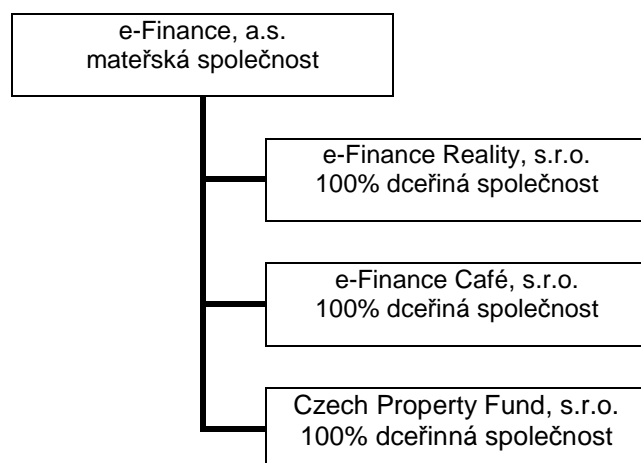 e-Finance, a.s.
mateřská společnost
e-Finance Reality, s.r.o.
100% dceřiná společnost
e-Finance Café, s.r.o.
100% dceřiná společnost
Czech Property Fund, s.r.o.
100% dceřinná společnost